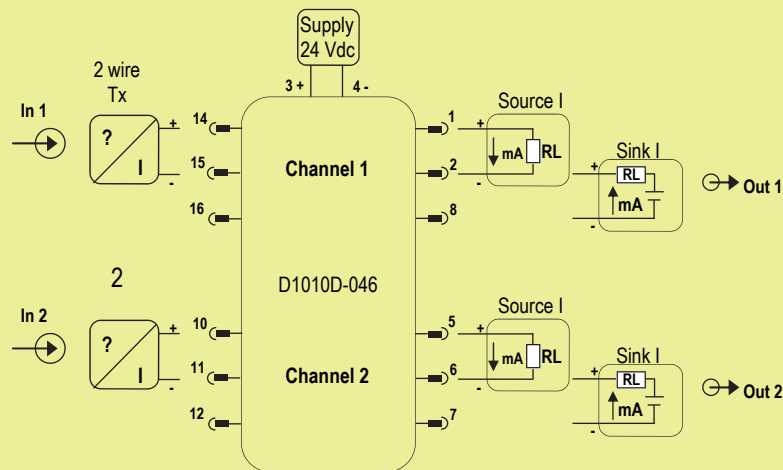 Supply
24 Vdc
3 +
4 -
2 wire
Tx
In 1
?
I
+
-
14
15
16
Channel 1
1
2
8
Source I
+
-
mA
RL
Sink I
+
-
RL
mA
Out 1
D1010D-046
2
In 2
?
I
+
-
10
11
12
Channel 2
5
6
7
Source I
+
-
mA
RL
Sink I
+
-
RL
mA
Out 2